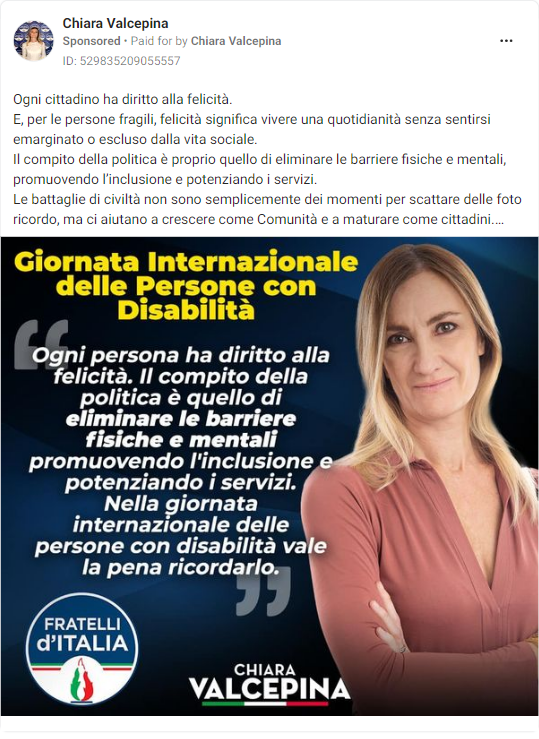 Chiara Valcepina
Sponsored • Paid for by Chiara Valcepina
ID: 529835209055557
Ogni cittadino ha diritto alla felicità.
E, per le persone fragili, felicità significa vivere una quotidianità senza sentirsi
emarginato o escluso dalla vita sociale.
Il compito della politica è proprio quello di eliminare le barriere fisiche e mentali,
promuovendo l’inclusione e potenziando i servizi.
Le battaglie di civiltà non sono semplicemente dei momenti per scattare delle foto
ricordo, ma ci aiutano a crescere come Comunità e a maturare come cittadini....
Giornata Internazionale
delle Persone con
Disabilità
“
Ogni persona ha diritto alla
felicità. Il compito della
politica è quello di
eliminare le barriere
fisiche e mentali
promuovendo l'inclusione e
potenziando i servizi.
Nella giornata
internazionale delle
persone con disabilità vale
la pena ricordarlo.
”
FRATELLI
d'ITALIA
CHIARA
VALCEPINA